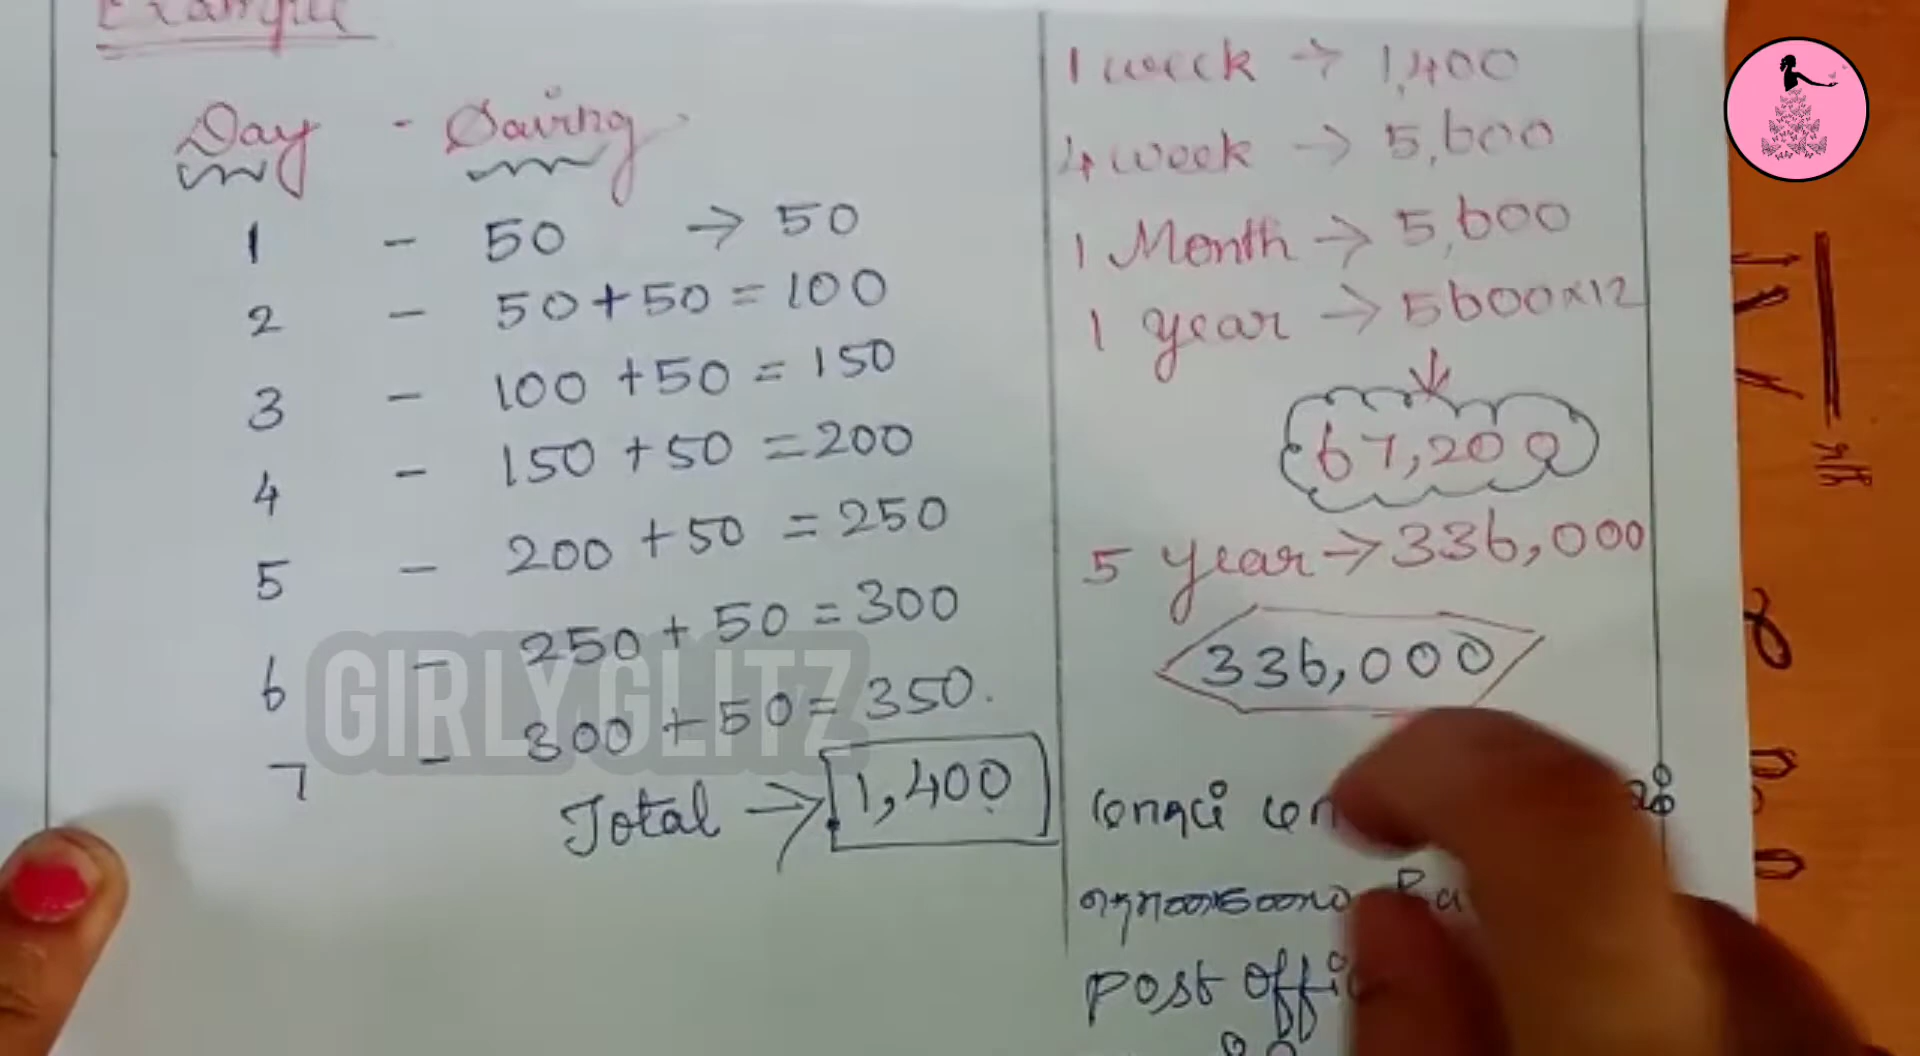 Example
Day - Saving
1 - 50 → 50
2 - 50 + 50 = 100
3 - 100 + 50 = 150
4 - 150 + 50 = 200
5 - 200 + 50 = 250
6 - 250 + 50 = 300
7 - 300 + 50 = 350.
Total → 1,400
1 week → 1,400
4 week → 5,600
1 Month → 5,600
1 year → 5600x12
67,200
5 year → 336,000
336,000
Post
GIRLY GLITZ